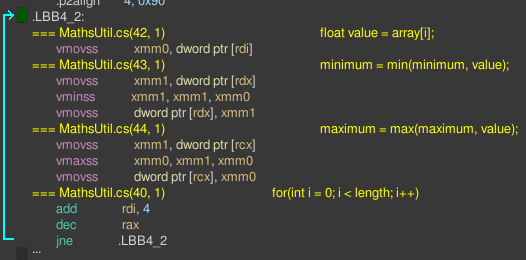 .p2align 4, 0x90
.LBB4_2:
=== MathsUtil.cs(42, 1) float value = array[i];
vmovss xmm0, dword ptr [rdi]
=== MathsUtil.cs(43, 1) minimum = min(minimum, value);
vmovss xmm1, dword ptr [rdx]
vminss xmm1, xmm1, xmm0
vmovss dword ptr [rdx], xmm1
=== MathsUtil.cs(44, 1) maximum = max(maximum, value);
vmovss xmm1, dword ptr [rcx]
vmaxss xmm0, xmm1, xmm0
vmovss dword ptr [rcx], xmm0
=== MathsUtil.cs(40, 1) for(int i = 0; i < length; i++)
add rdi, 4
dec rax
jne .LBB4_2
...